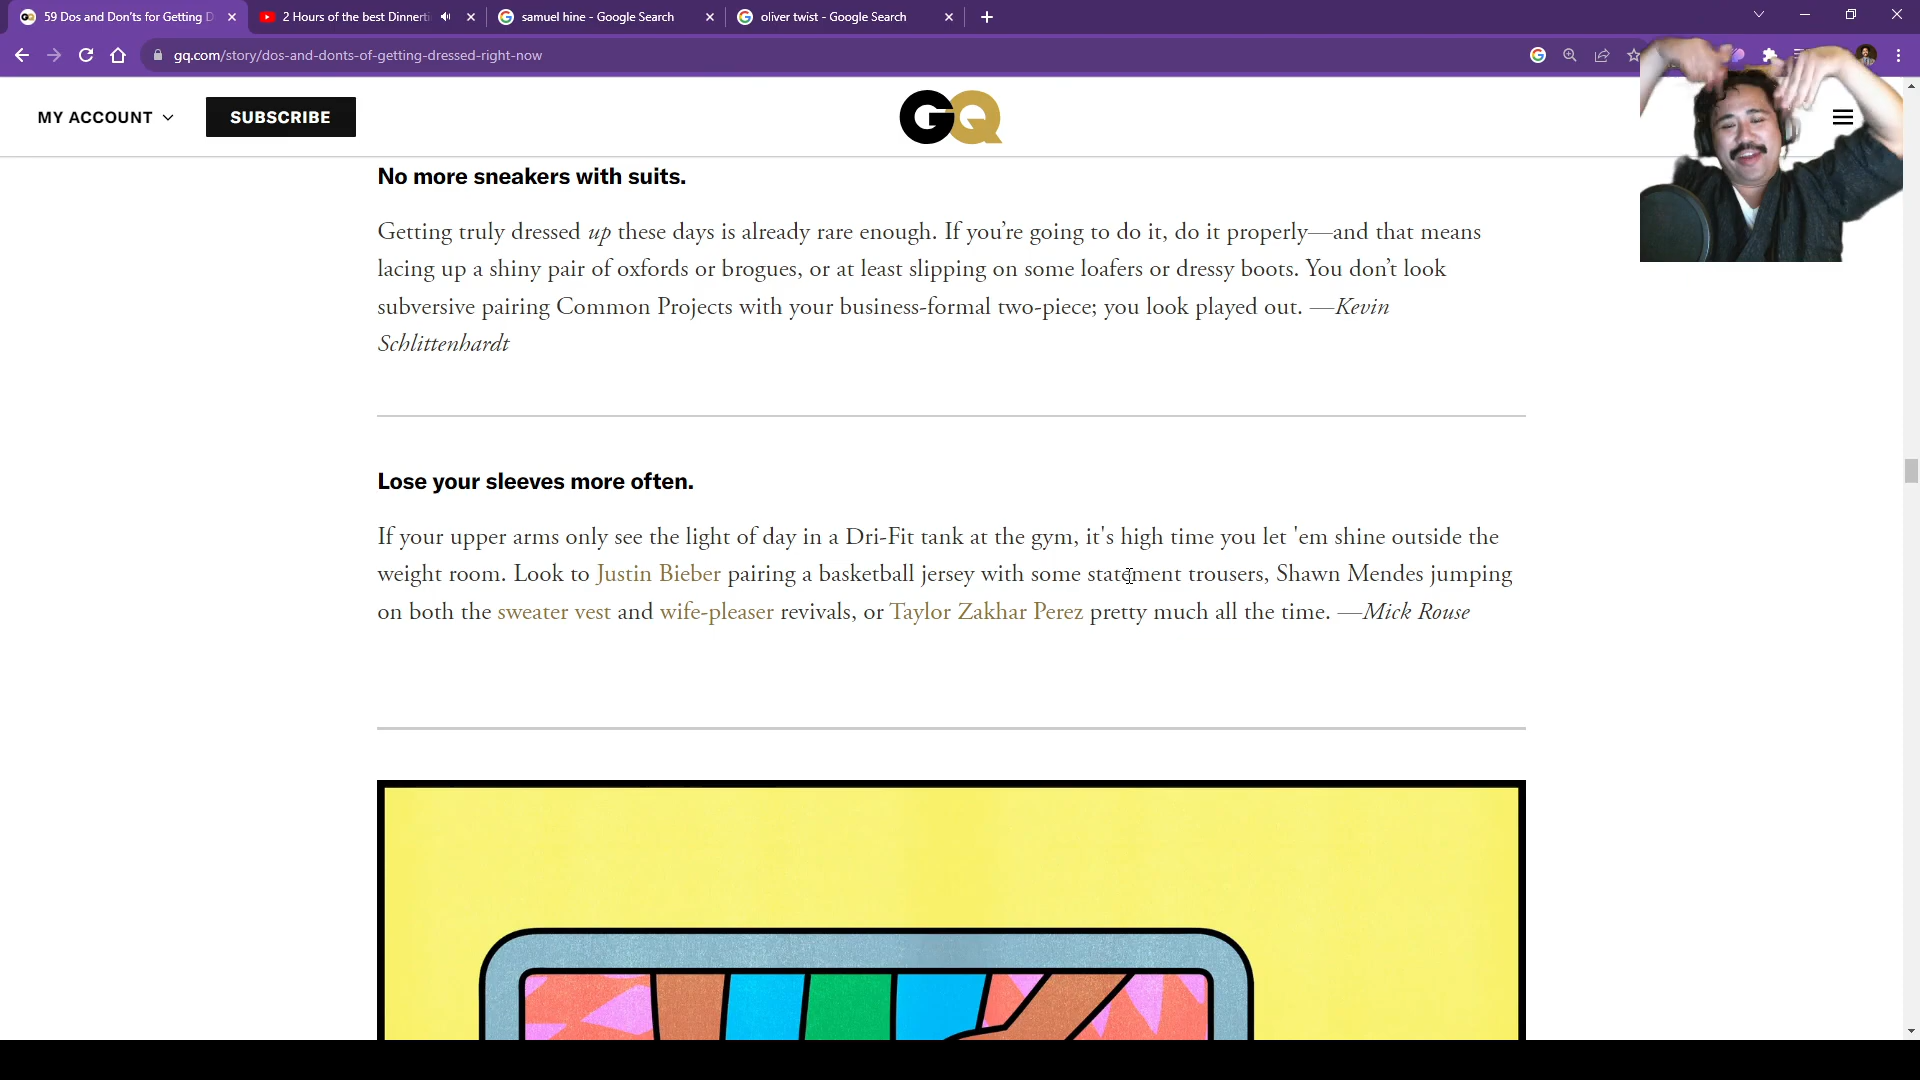 59 Dos and Don'ts for Getting D
2 Hours of the best Dinnerti
samuel hine - Google Search
oliver twist - Google Search
gq.com/story/dos-and-donts-of-getting-dressed-right-now
MY ACCOUNT
SUBSCRIBE
GQ
No more sneakers with suits.
Getting truly dressed up these days is already rare enough. If you’re going to do it, do it properly—and that means
lacing up a shiny pair of oxfords or brogues, or at least slipping on some loafers or dressy boots. You don’t look
subversive pairing Common Projects with your business-formal two-piece; you look played out. —Kevin
Schlittenhardt
Lose your sleeves more often.
If your upper arms only see the light of day in a Dri-Fit tank at the gym, it's high time you let 'em shine outside the
weight room. Look to Justin Bieber pairing a basketball jersey with some statement trousers, Shawn Mendes jumping
on both the sweater vest and wife-pleaser revivals, or Taylor Zakhar Perez pretty much all the time. —Mick Rouse